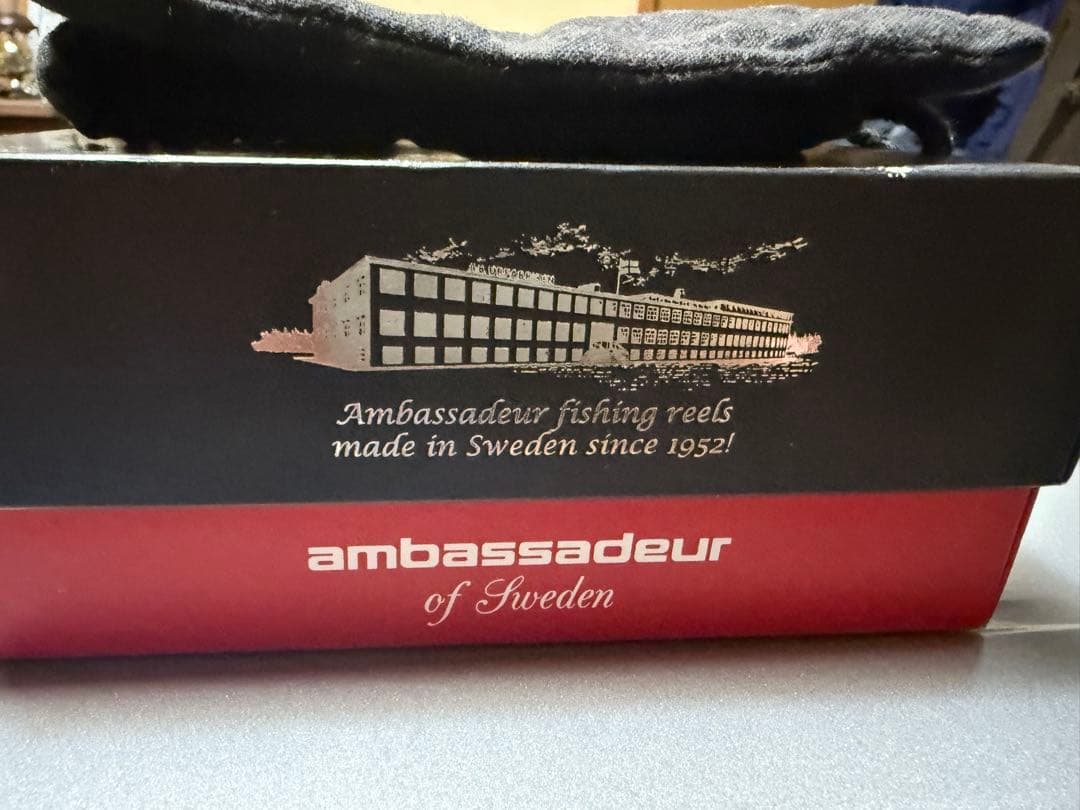 Ambassadeur fishing reels
made in Sweden since 1952!
ambassadeur
of Sweden